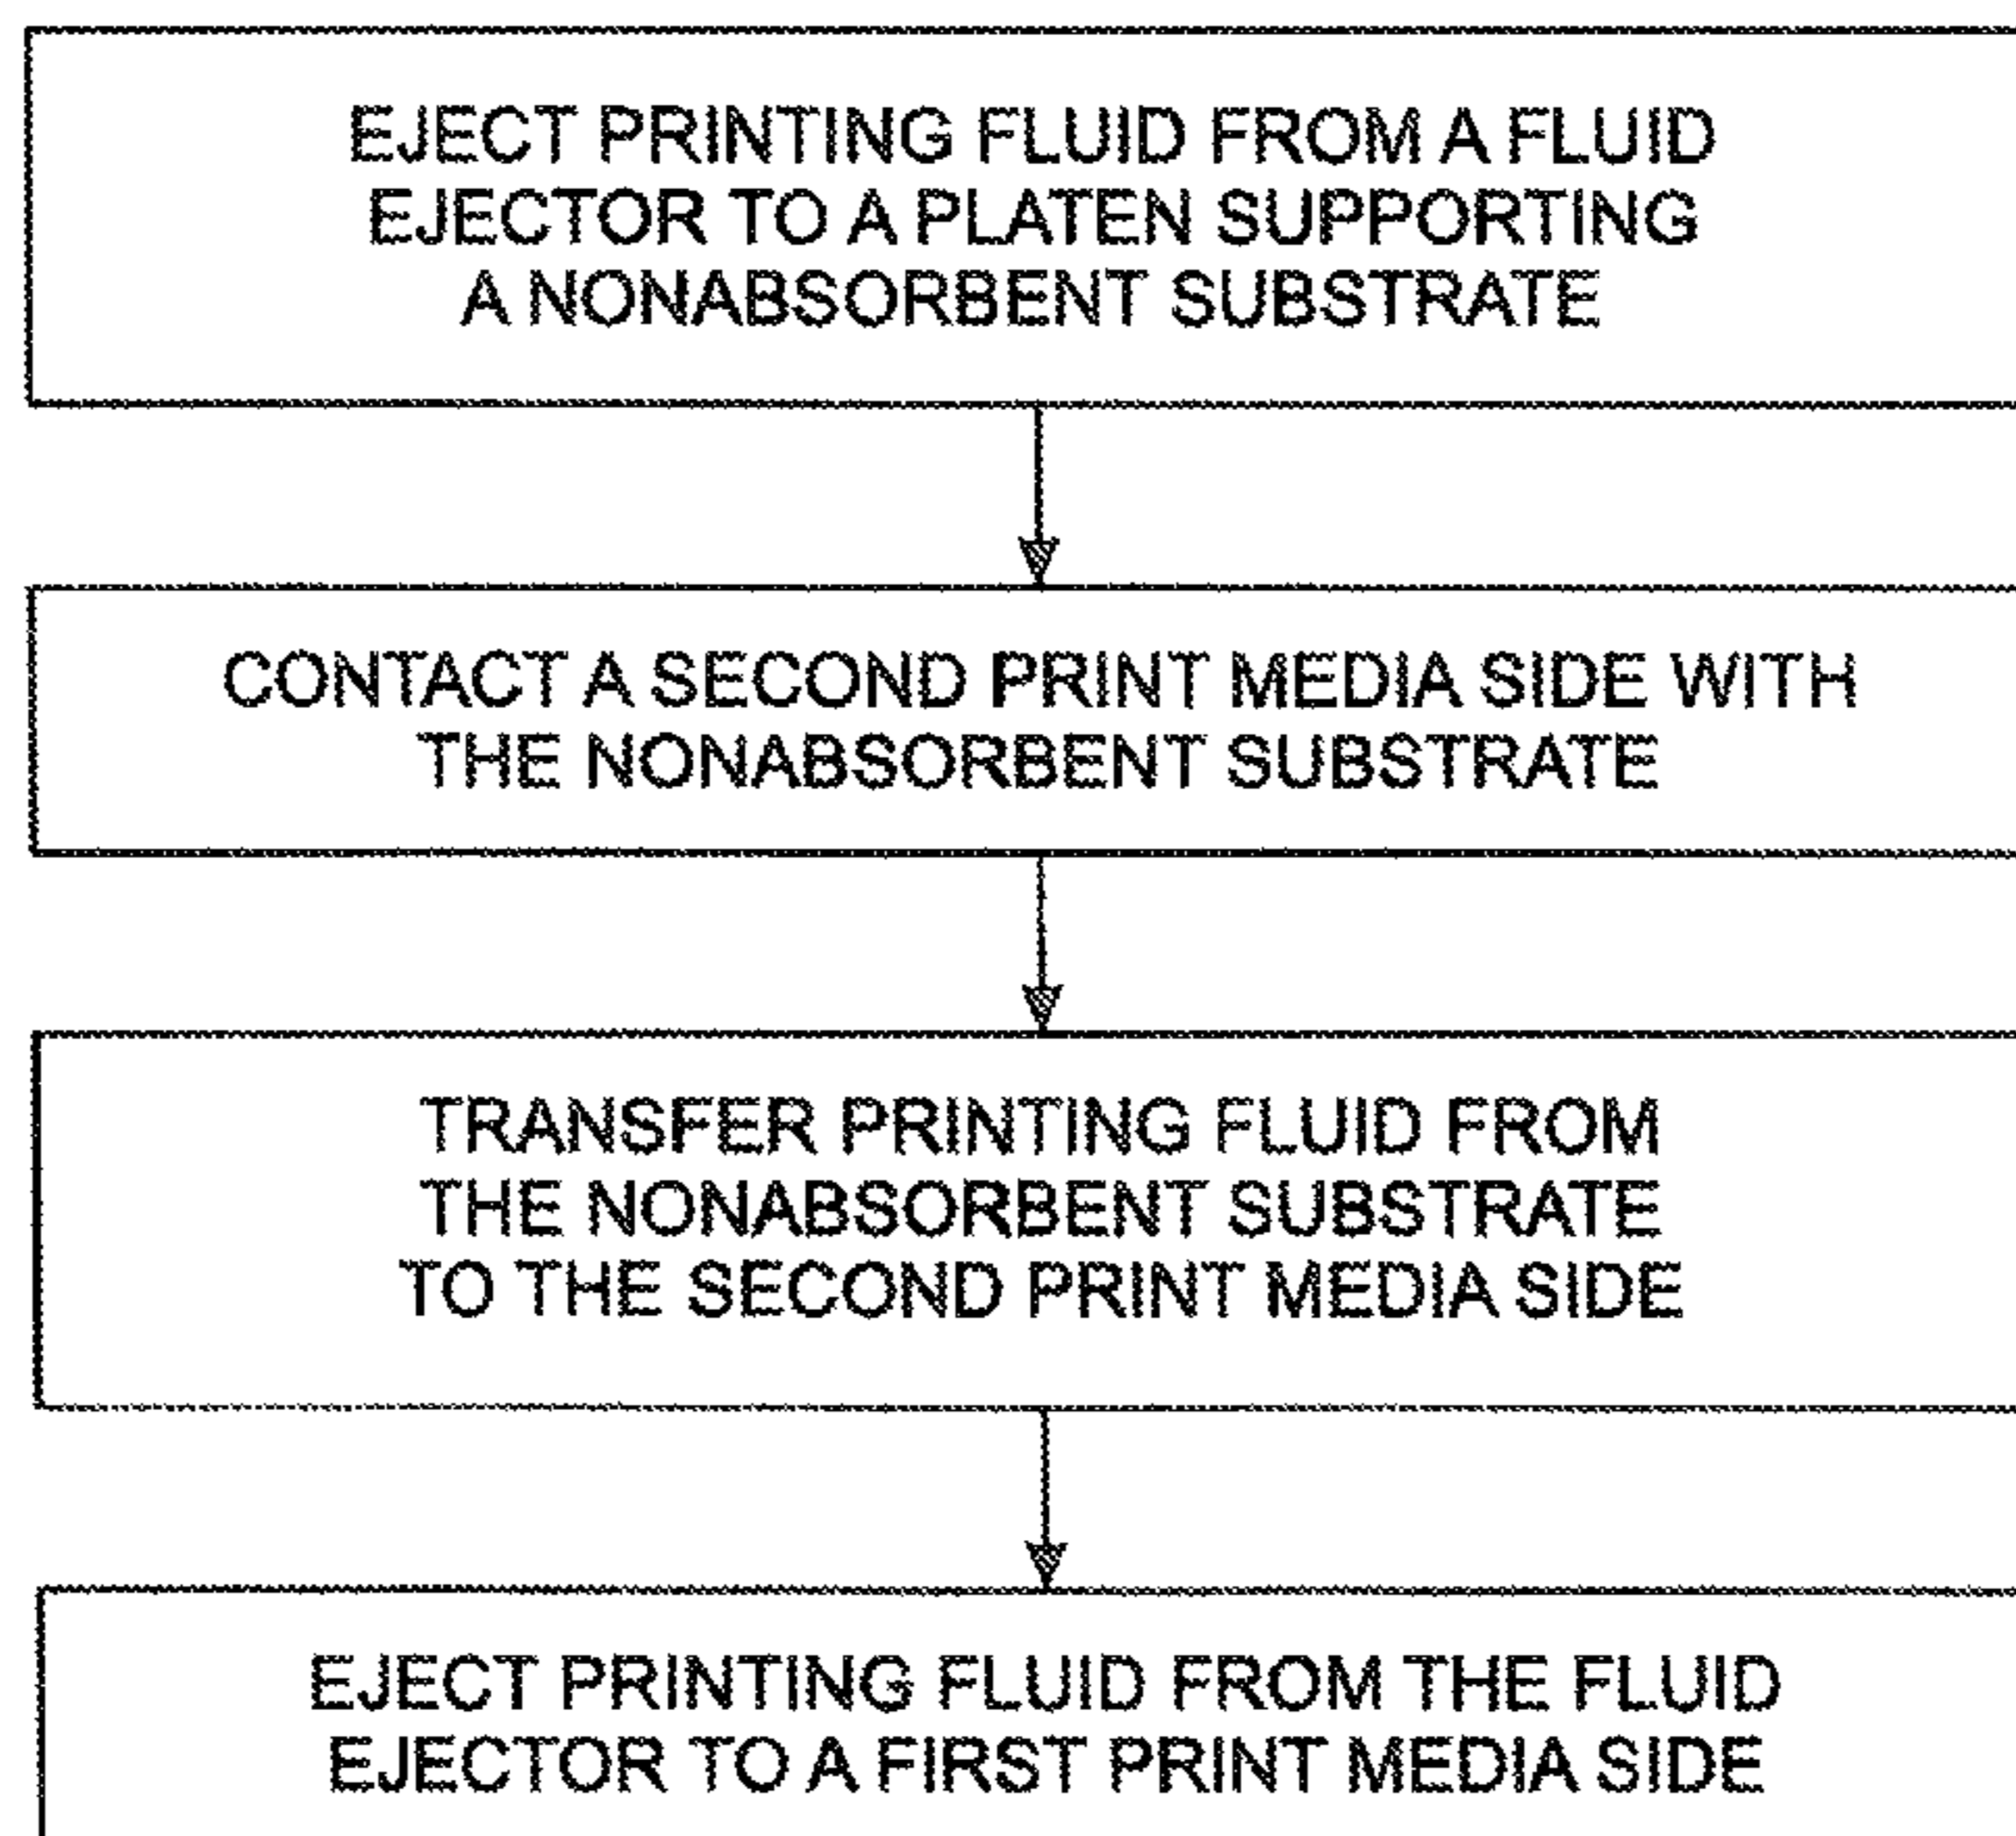 EJECT PRINTING FLUID FROM A FLUID
EJECTOR TO A PLATEN SUPPORTING
A NONABSORBENT SUBSTRATE
CONTACT A SECOND PRINT MEDIA SIDE WITH
THE NONABSORBENT SUBSTRATE
TRANSFER PRINTING FLUID FROM
THE NONABSORBENT SUBSTRATE
TO THE SECOND PRINT MEDIA SIDE
EJECT PRINTING FLUID FROM THE FLUID
EJECTOR TO A FIRST PRINT MEDIA SIDE